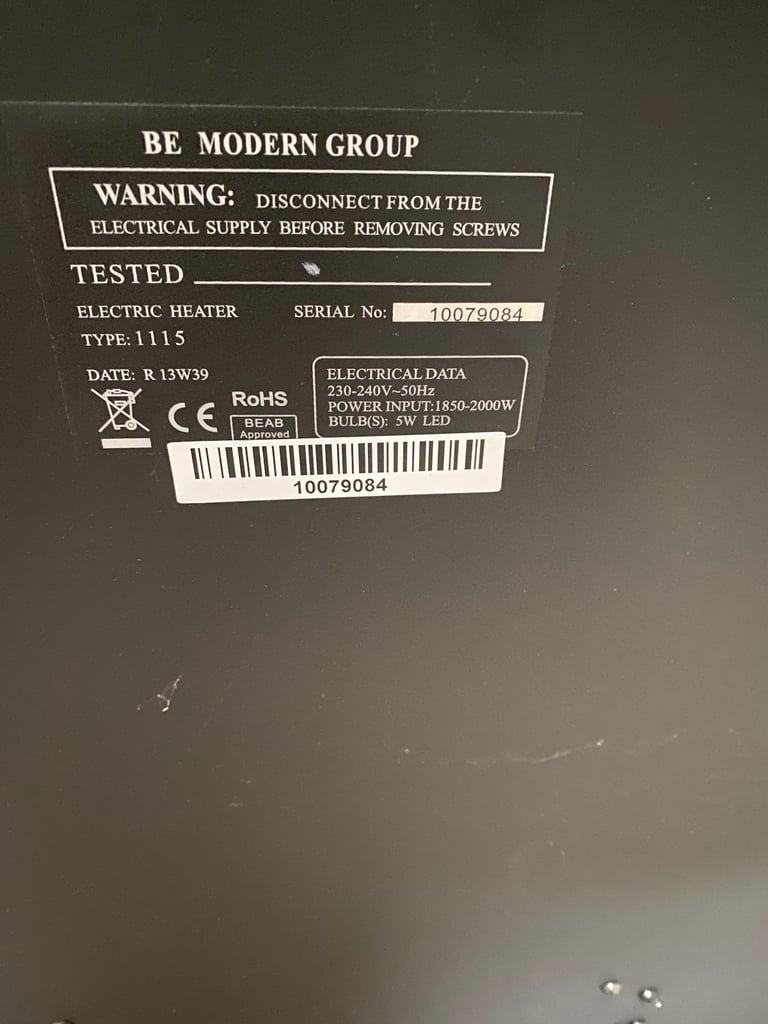 BE MODERN GROUP
WARNING: DISCONNECT FROM THE
ELECTRICAL SUPPLY BEFORE REMOVING SCREWS
TESTED
ELECTRIC HEATER
SERIAL No: 10079084
TYPE: 1115
DATE: R 13W39
CE
RoHS
BEAB
Approved
ELECTRICAL DATA
230-240V~50Hz
POWER INPUT:1850-2000W
BULB(S): 5W LED
10079084